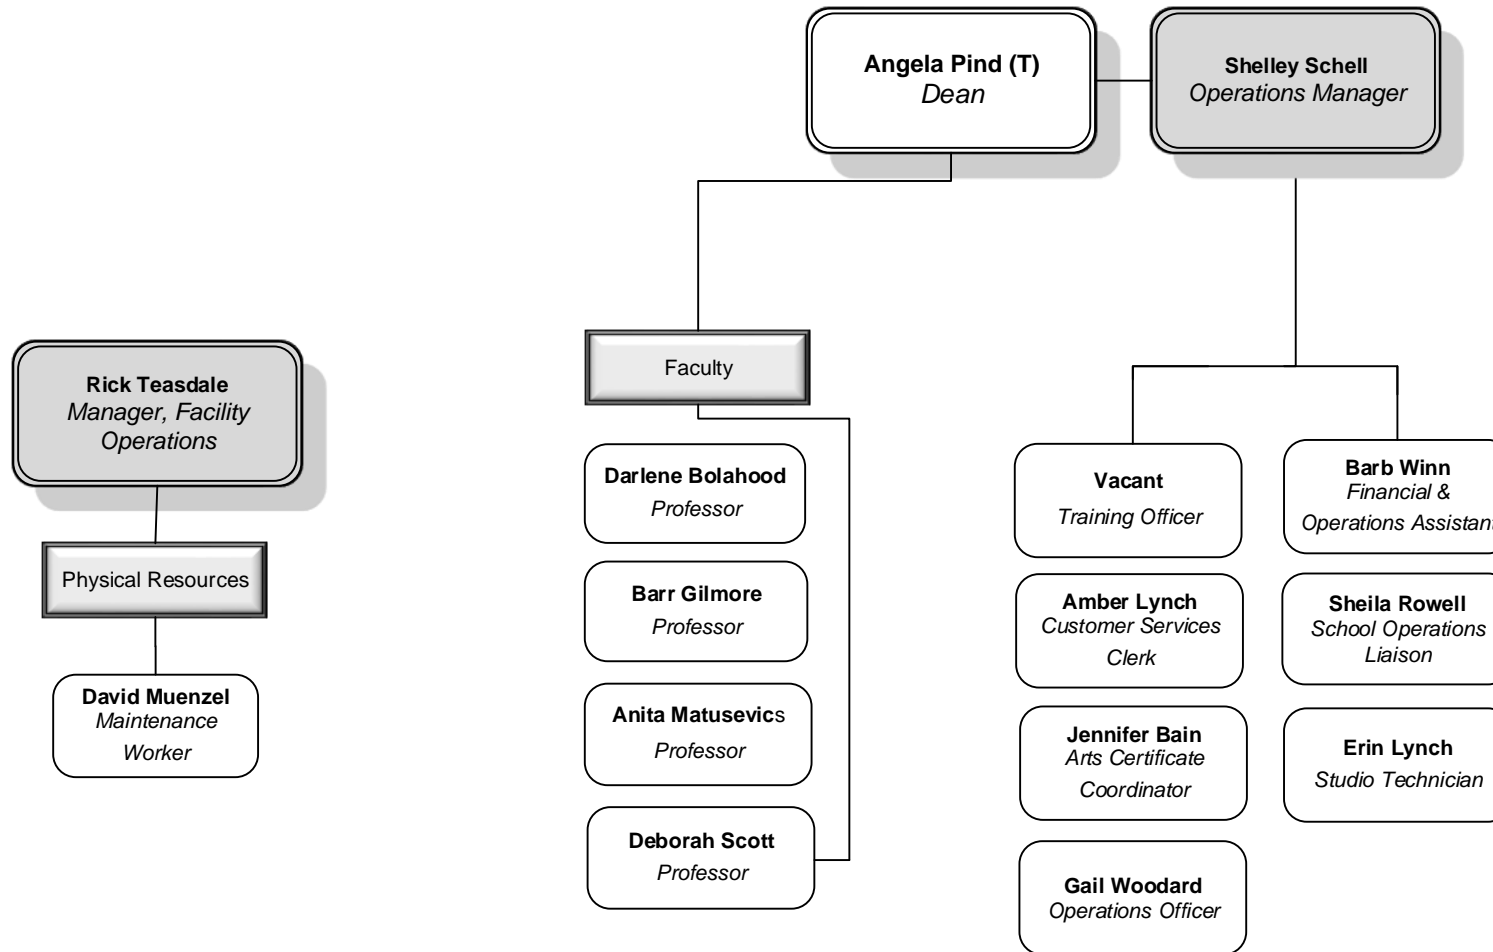 Angela Pind (T)
Dean
Shelley Schell
Operations Manager
Rick Teasdale
Manager, Facility
Operations
Physical Resources
David Muenzel
Maintenance
Worker
Faculty
Darlene Bolahood
Professor
Barr Gilmore
Professor
Anita Matusevics
Professor
Deborah Scott
Professor
Vacant
Training Officer
Amber Lynch
Customer Services
Clerk
Jennifer Bain
Arts Certificate
Coordinator
Gail Woodard
Operations Officer
Barb Winn
Financial &
Operations Assistant
Sheila Rowell
School Operations
Liaison
Erin Lynch
Studio Technician